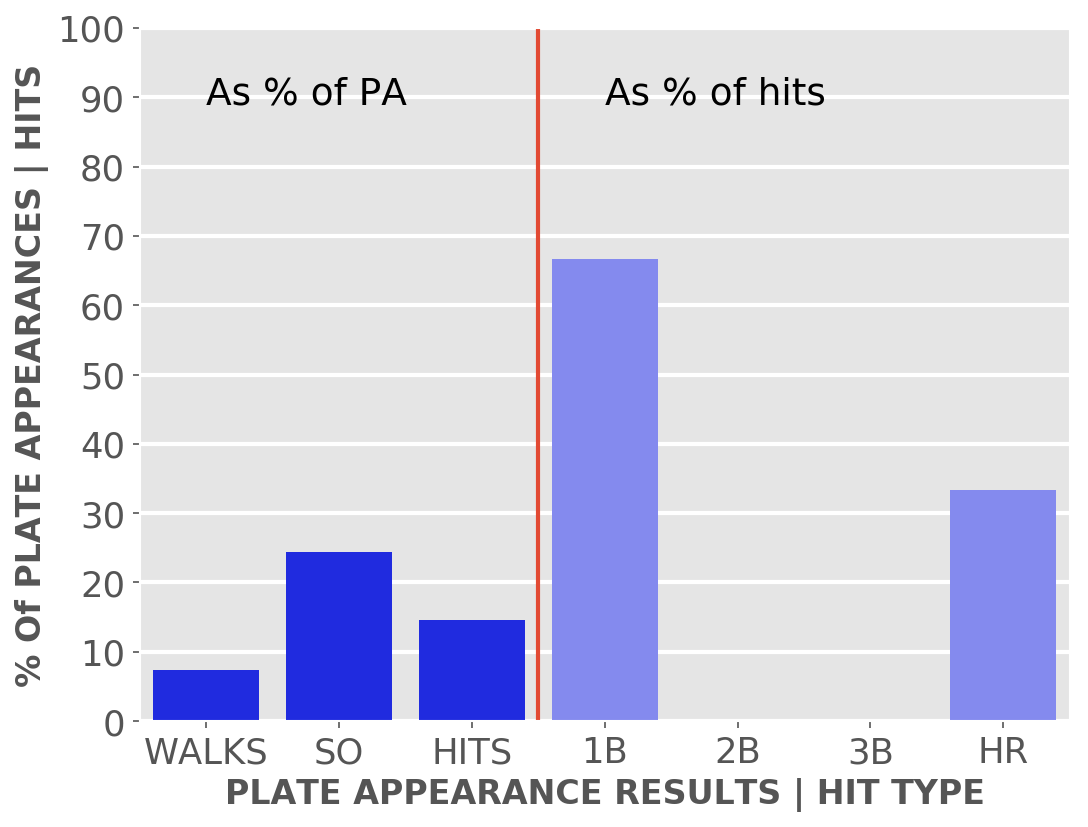 100
90
80
70
60
50
40
30
20
10
0
% Of PLATE APPEARANCES | HITS
As % of PA
As % of hits
WALKS SO HITS 1B 2B 3B HR
PLATE APPEARANCE RESULTS | HIT TYPE